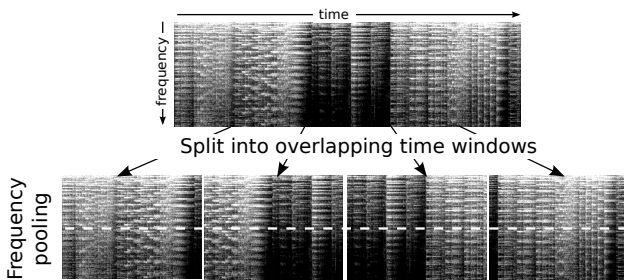 time
frequency
Split into overlapping time windows
Frequency
pooling